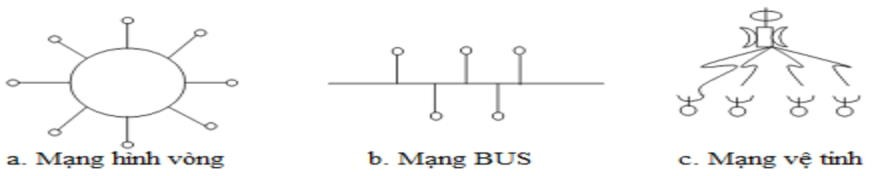 a. Mạng hình vòng
b. Mạng BUS
c. Mạng vệ tinh